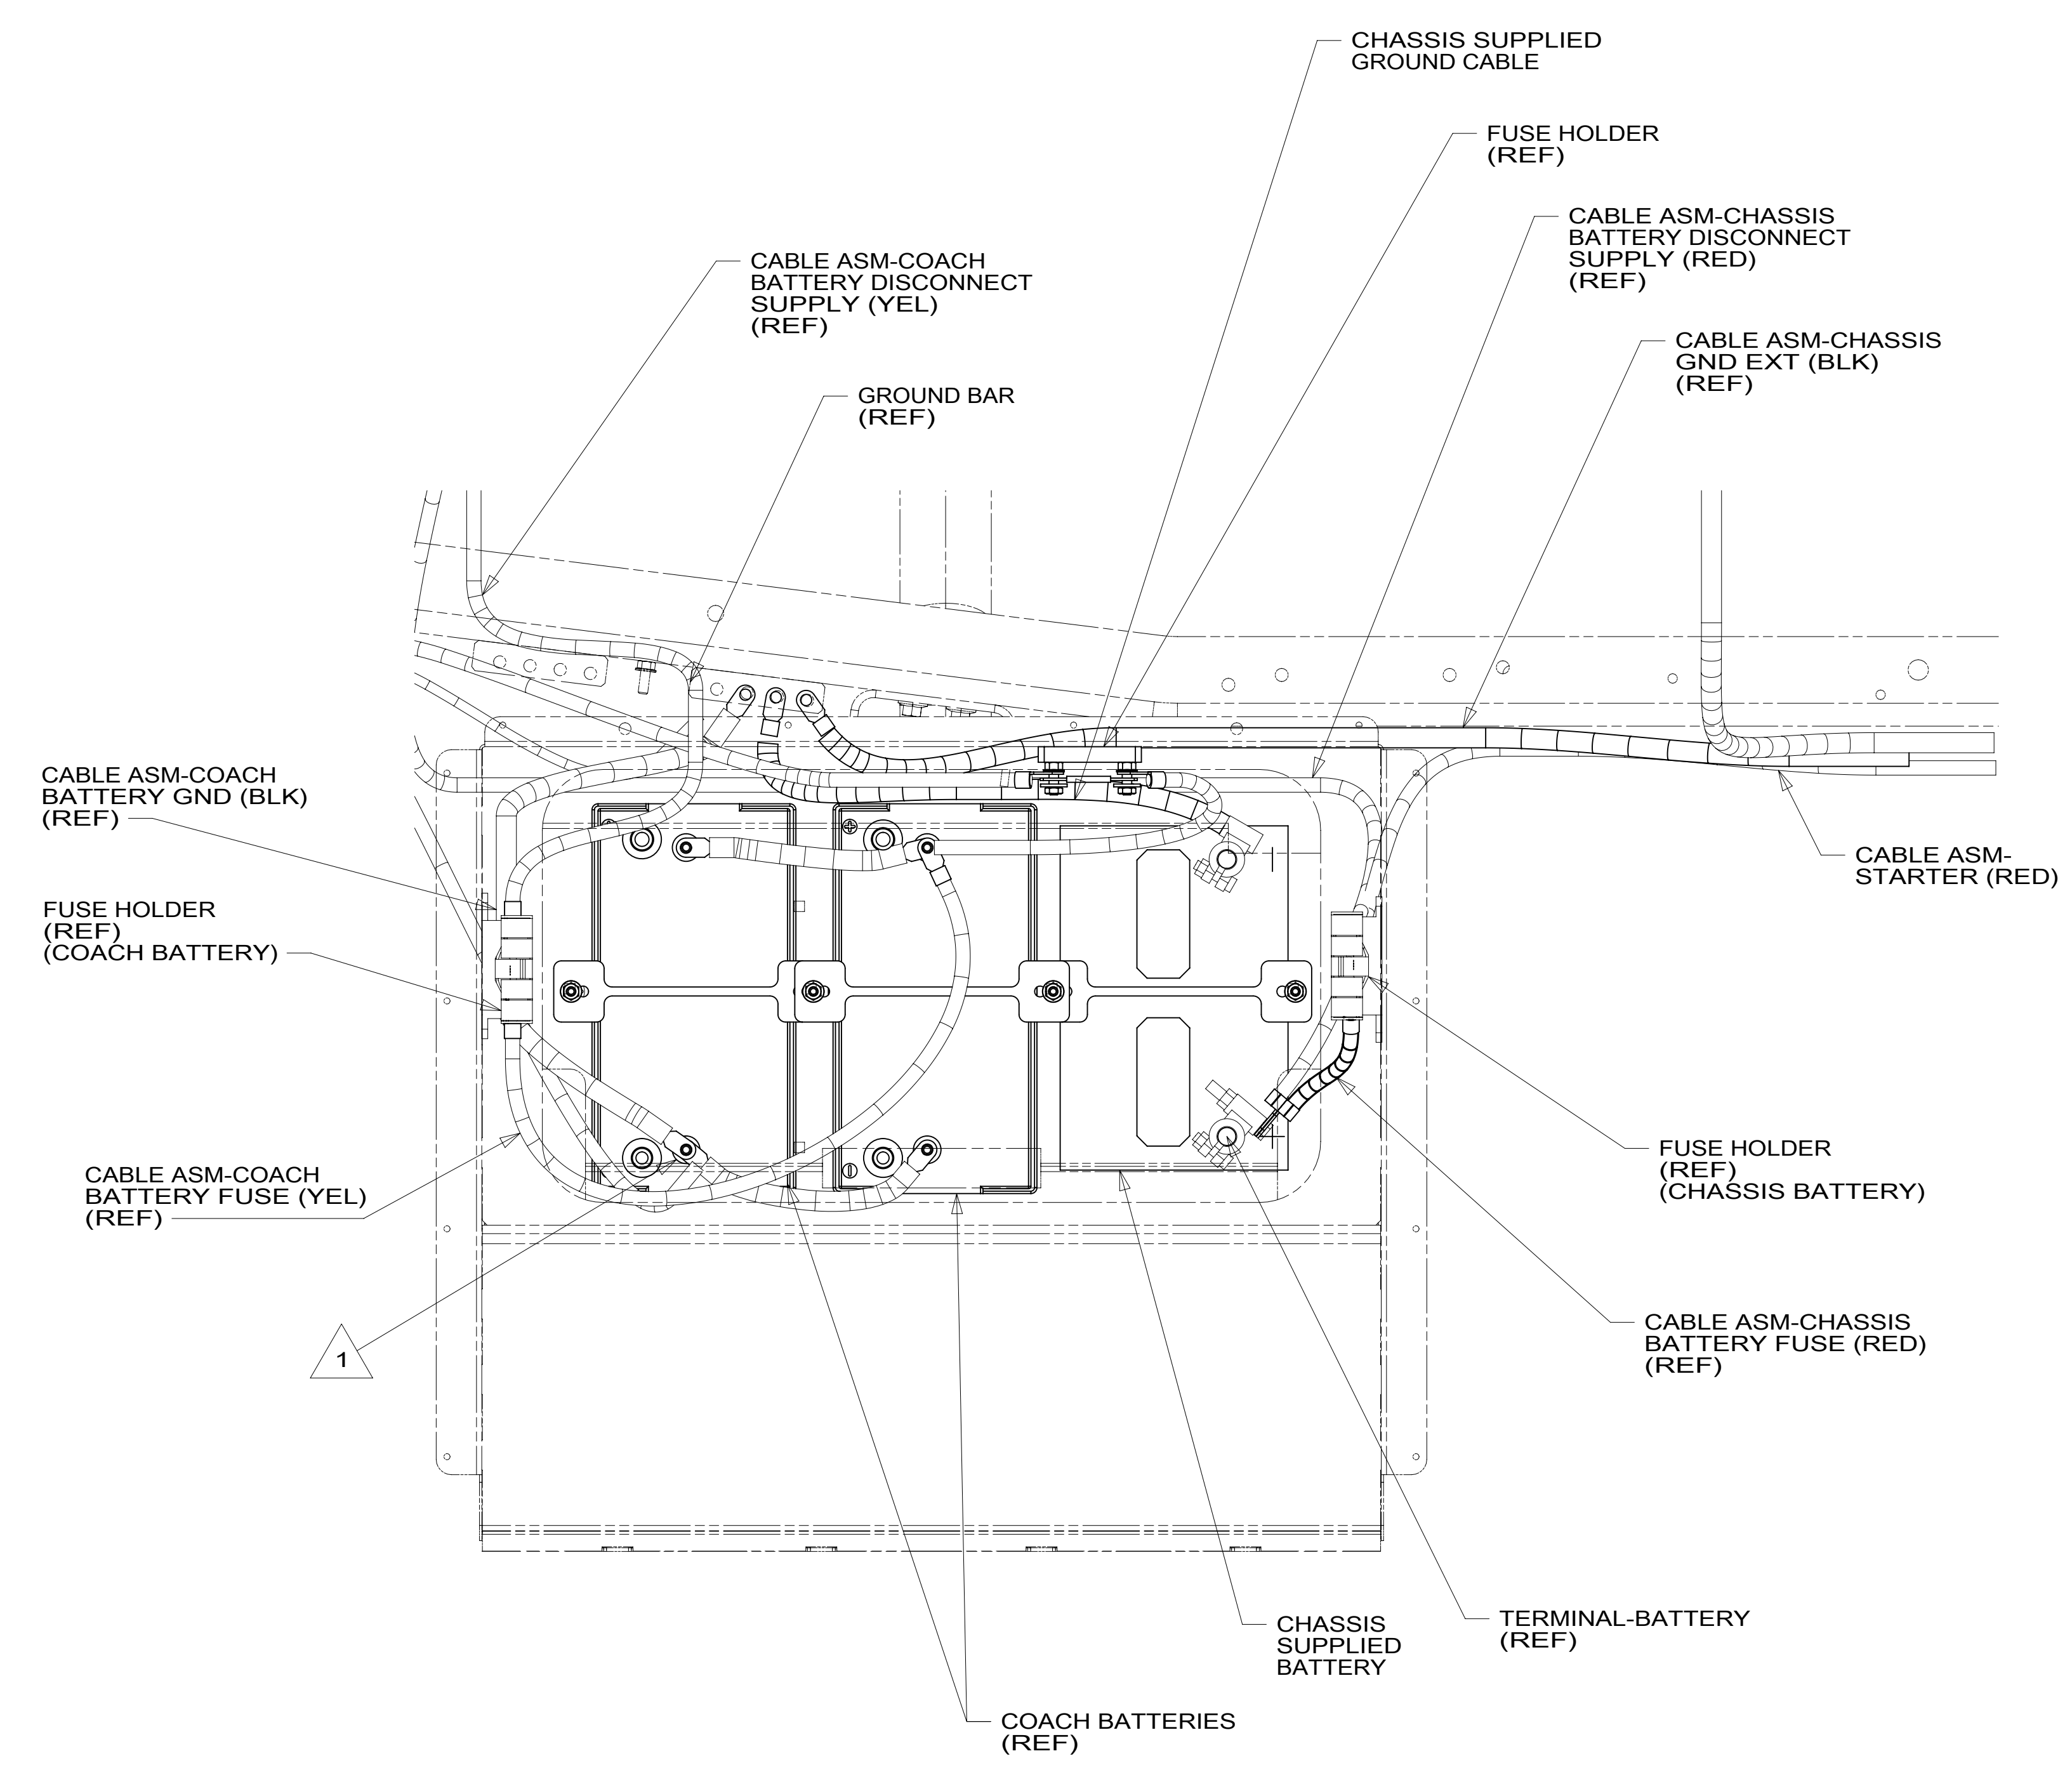 CHASSIS SUPPLIED
GROUND CABLE
FUSE HOLDER
(REF)
CABLE ASM-CHASSIS
BATTERY DISCONNECT
SUPPLY (RED)
(REF)
CABLE ASM-COACH
BATTERY DISCONNECT
SUPPLY (YEL)
(REF)
CABLE ASM-CHASSIS
GND EXT (BLK)
(REF)
GROUND BAR
(REF)
CABLE ASM-COACH
BATTERY GND (BLK)
(REF)
CABLE ASM-
STARTER (RED)
FUSE HOLDER
(REF)
(COACH BATTERY)
FUSE HOLDER
(REF)
(CHASSIS BATTERY)
CABLE ASM-COACH
BATTERY FUSE (YEL)
(REF)
1
CABLE ASM-CHASSIS
BATTERY FUSE (RED)
(REF)
TERMINAL-BATTERY
(REF)
CHASSIS
SUPPLIED
BATTERY
COACH BATTERIES
(REF)